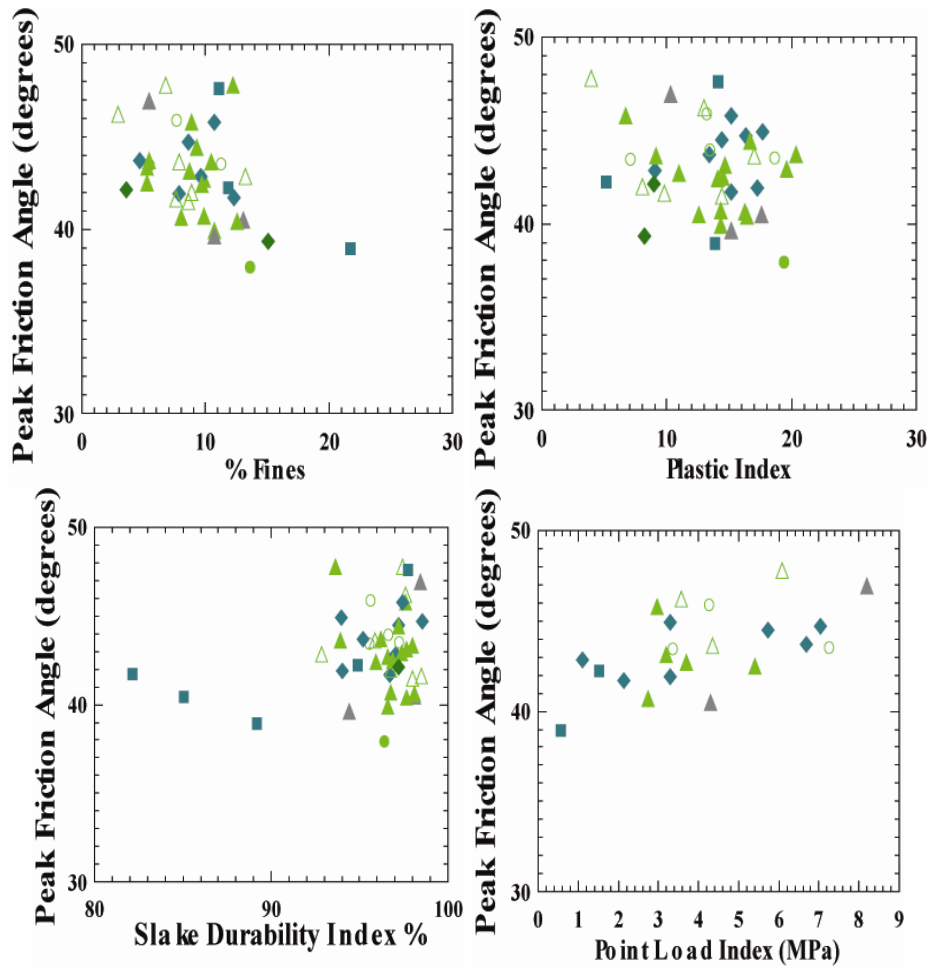 Peak Friction Angle (degrees)
50
40
30
0 10 20 30
% Fines
Peak Friction Angle (degrees)
50
40
30
0 10 20 30
Plastic Index
Peak Friction Angle (degrees)
50
40
30
80 90 100
Slake Durability Index %
Peak Friction Angle (degrees)
50
40
30
0 1 2 3 4 5 6 7 8 9
Point Load Index (MPa)